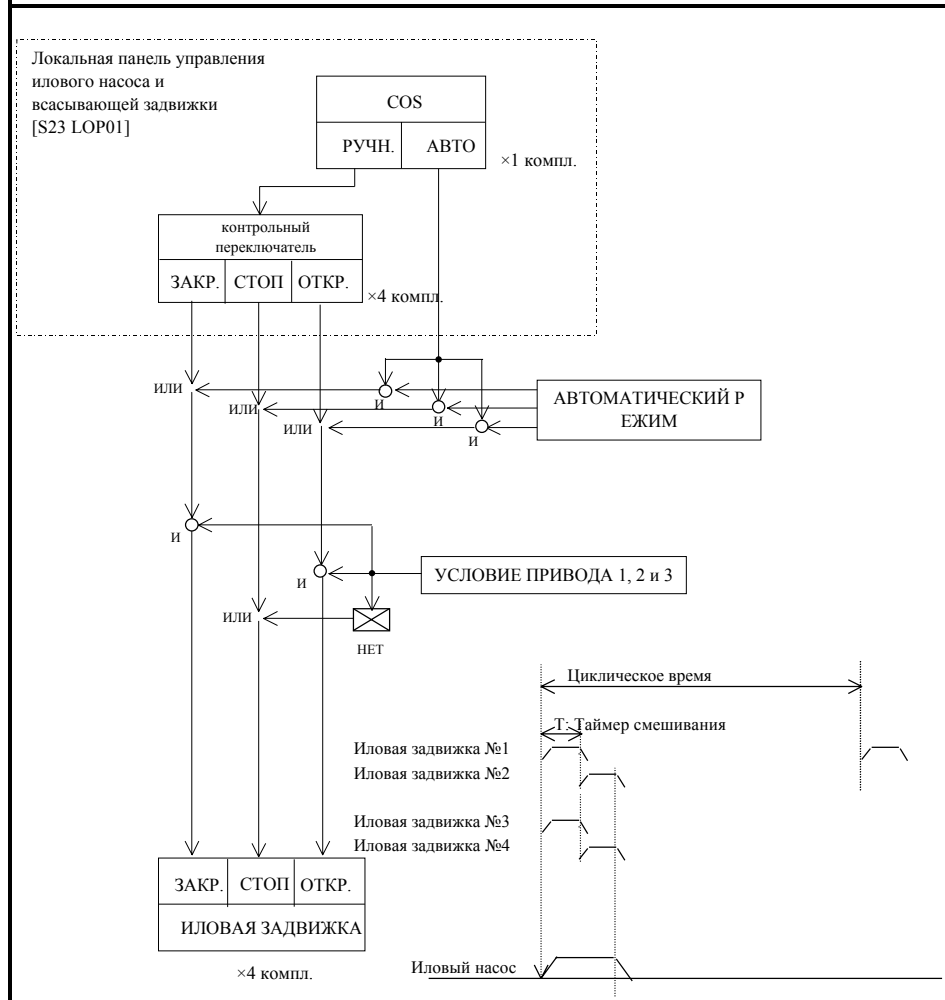 Локальная панель управления
илового насоса и
всасывающей задвижки
[S23 LOP01]
COS
РУЧН. АВТО
×1 компл.
контрольный
переключатель
ЗАКР. СТОП ОТКР.
×4 компл.
ИЛИ
И
ИЛИ
И
ИЛИ
И
АВТОМАТИЧЕСКИЙ Р
ЕЖИМ
И
И
УСЛОВИЕ ПРИВОДА 1, 2 и 3
ИЛИ
НЕТ
Циклическое время
T: Таймер смешивания
Иловая задвижка №1
Иловая задвижка №2
Иловая задвижка №3
Иловая задвижка №4
ЗАКР. СТОП ОТКР.
ИЛОВАЯ ЗАДВИЖКА
×4 компл.
Иловый насос